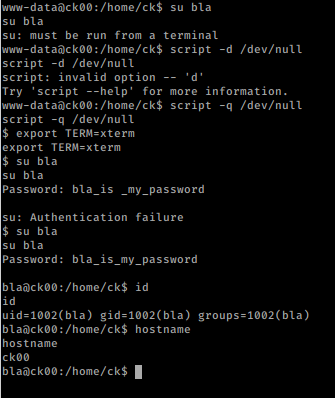 www-data@ck00:/home/ck$ su bla
su bla
su: must be run from a terminal
www-data@ck00:/home/ck$ script -d /dev/null
script -d /dev/null
script: invalid option -- 'd'
Try 'script --help' for more information.
www-data@ck00:/home/ck$ script -q /dev/null
script -q /dev/null
$ export TERM=xterm
export TERM=xterm
$ su bla
su bla
Password: bla_is _my_password

su: Authentication failure
$ su bla
su bla
Password: bla_is_my_password

bla@ck00:/home/ck$ id
id
uid=1002(bla) gid=1002(bla) groups=1002(bla)
bla@ck00:/home/ck$ hostname
hostname
ck00
bla@ck00:/home/ck$